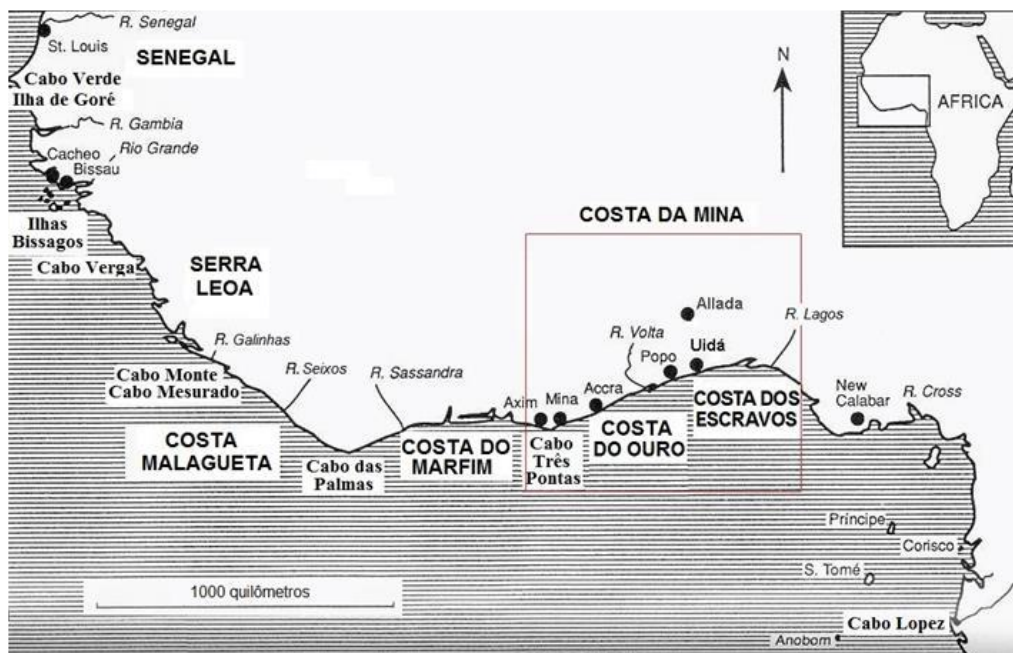 R. Senegal
St. Louis
SENEGAL
Cabo Verde
Ilha de Goré
R. Gambia
Cacheo
Rio Grande
Bissau
Ilhas
Bissagos
Cabo Verga
SERRA
LEOA
R. Galinhas
Cabo Monte
Cabo Mesurado
R. Seixos
R. Sassandra
COSTA
MALAGUETA
Cabo das
Palmas
COSTA DO
MARFIM
N
AFRICA
COSTA DA MINA
Allada
R. Lagos
R. Volta
Popo
Uidá
Axim
Mina
Accra
Cabo
Três
Pontas
COSTA
DO OURO
COSTA DOS
ESCRAVOS
New
Calabar
R. Cross
Principe
Corisco
S. Tomé
Cabo Lopez
Anobom
1000 quilômetros